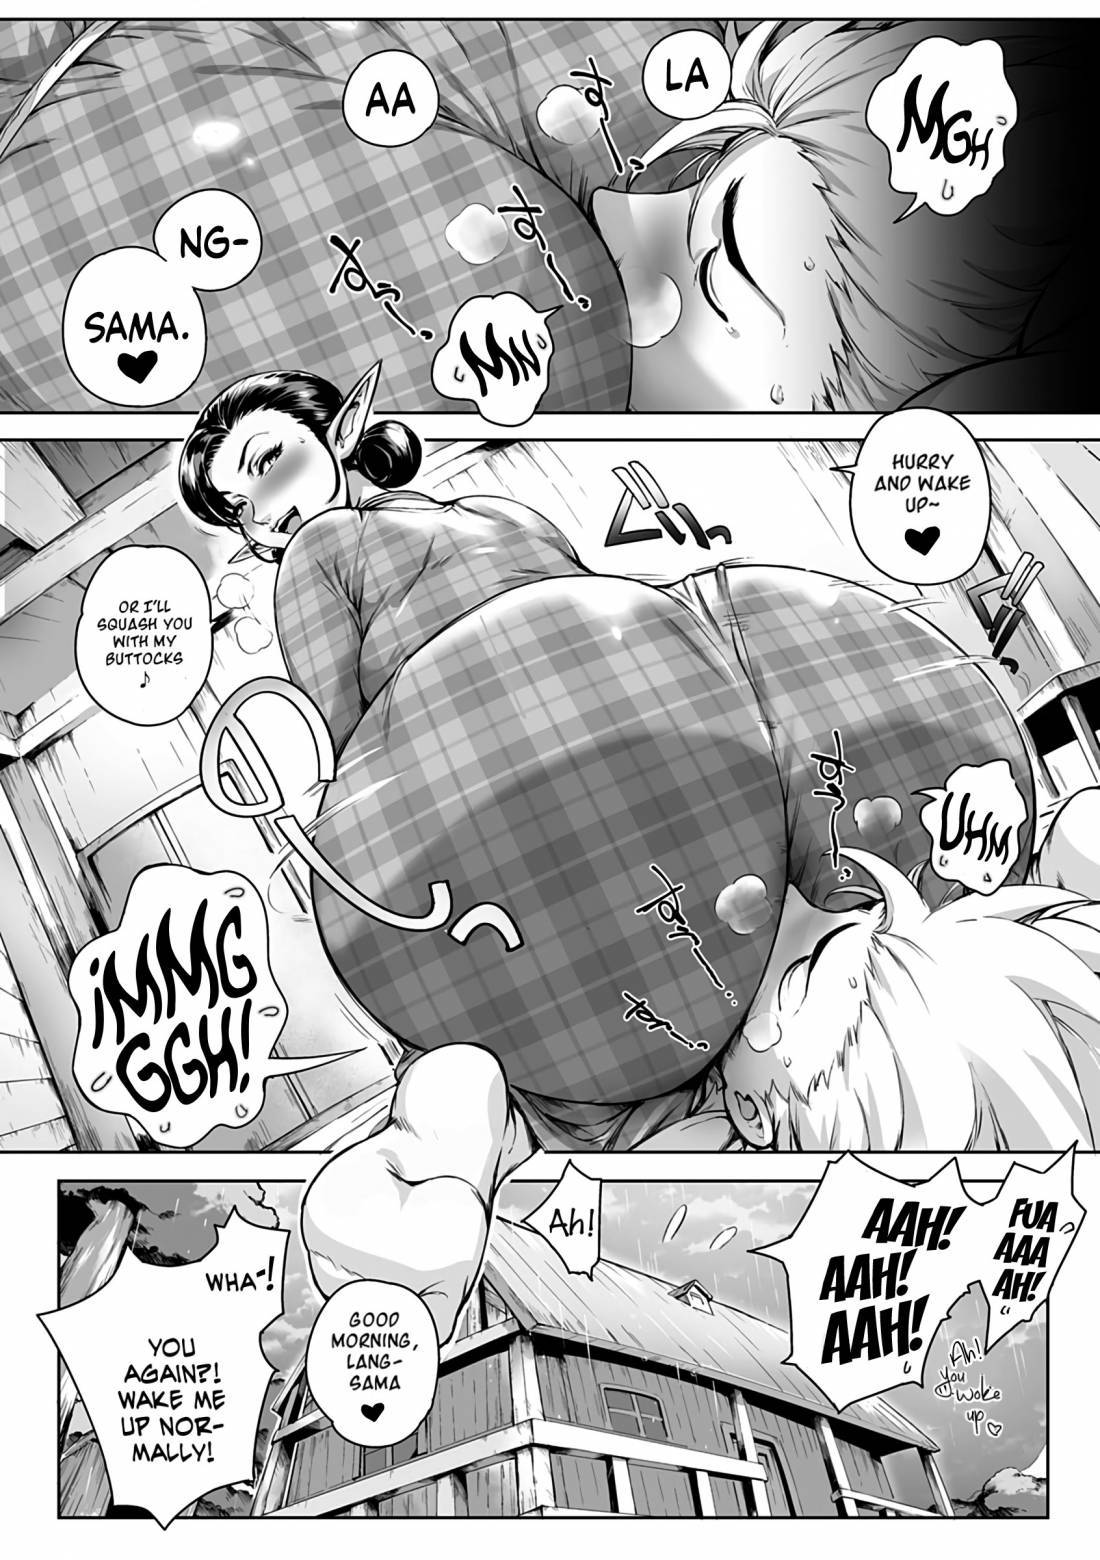 LA
AA
NG-
SAMA.
MGH
MN
HURRY
AND WAKE
UP~
OR I'LL
SQUASH YOU
WITH MY
BUTTOCKS
♪
UHM
¡MMG
GGH!
FUA
AAA
AH!
AAH!
AAH!
AAH!
Ah!
You
woke
up
Ah!
GOOD
MORNING,
LANG-
SAMA
WHA-!
YOU
AGAIN?!
WAKE ME
UP NOR-
MALLY!